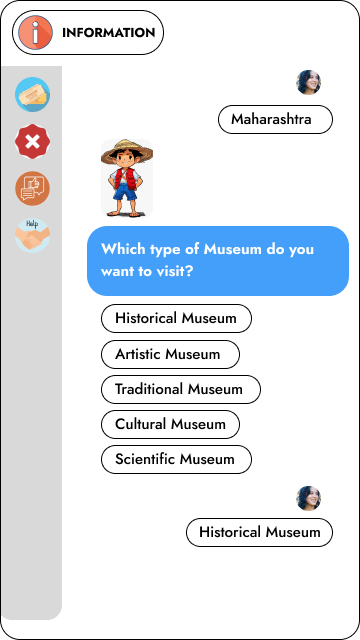 INFORMATION
Maharashtra
Help
Which type of Museum do you
want to visit?
Historical Museum
Artistic Museum
Traditional Museum
Cultural Museum
Scientific Museum
Historical Museum